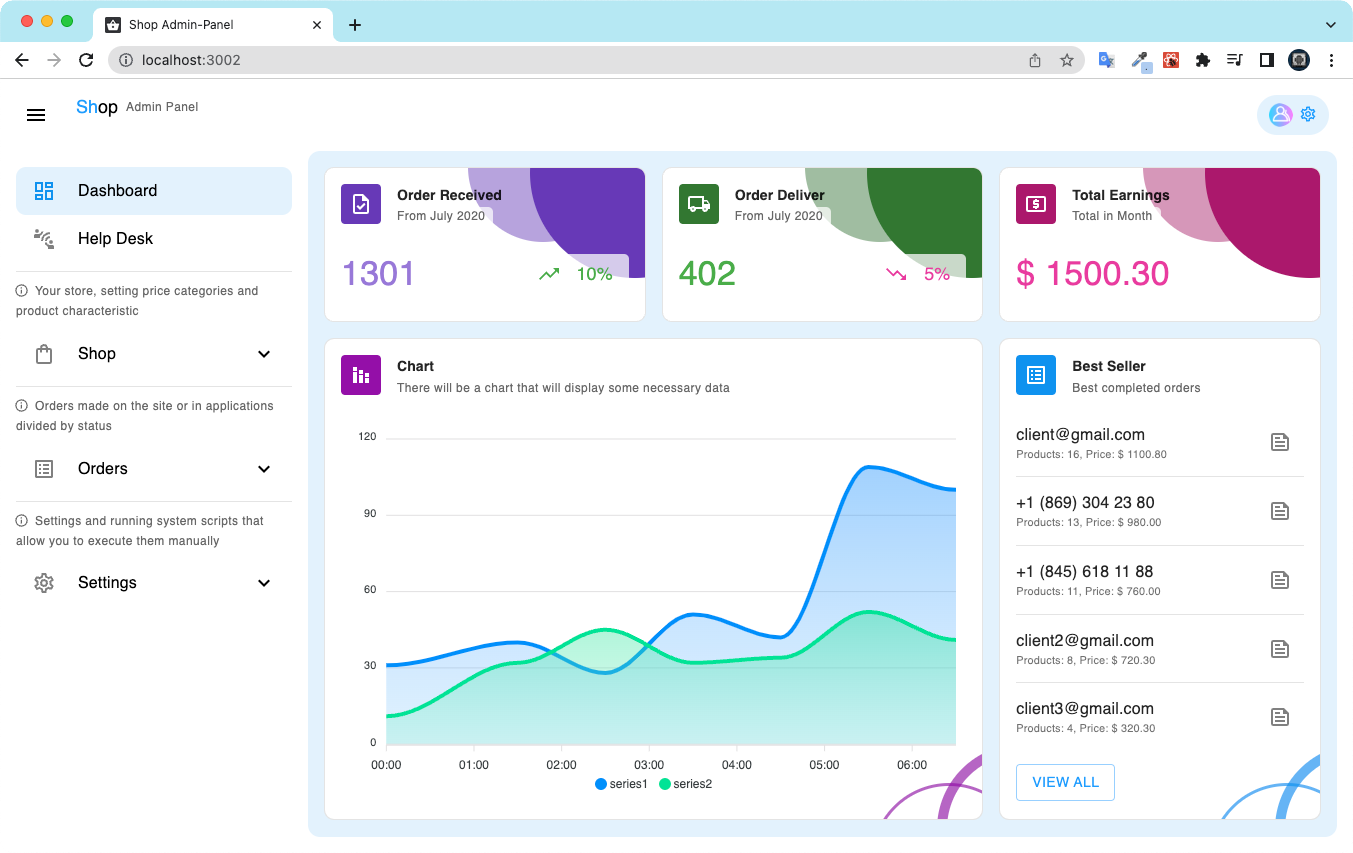 Shop Admin-Panel
localhost:3002
Shop Admin Panel
Dashboard
Help Desk
Your store, setting price categories and
product characteristic
Shop
Orders made on the site or in applications
divided by status
Orders
Settings and running system scripts that
allow you to execute them manually
Settings
Order Received
From July 2020
1301
10%
Order Deliver
From July 2020
402
5%
Total Earnings
Total in Month
$ 1500.30
Chart
There will be a chart that will display some necessary data
120
90
60
30
0
00:00 01:00 02:00 03:00 04:00 05:00 06:00
series1 series2
Best Seller
Best completed orders
client@gmail.com
Products: 16, Price: $ 1100.80
+1 (869) 304 23 80
Products: 13, Price: $ 980.00
+1 (845) 618 11 88
Products: 11, Price: $ 760.00
client2@gmail.com
Products: 8, Price: $ 720.30
client3@gmail.com
Products: 4, Price: $ 320.30
VIEW ALL